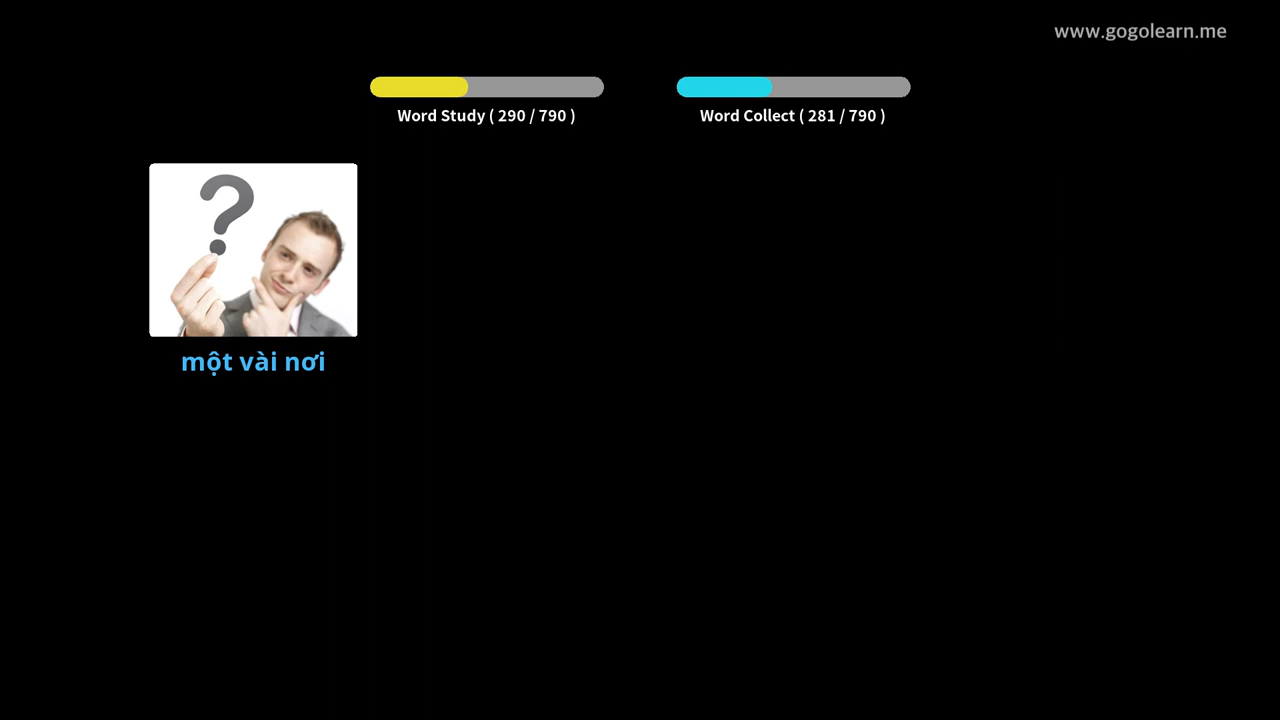 www.gogolearn.me
Word Study ( 290 / 790 )
Word Collect ( 281 / 790 )
?
một vài nơi